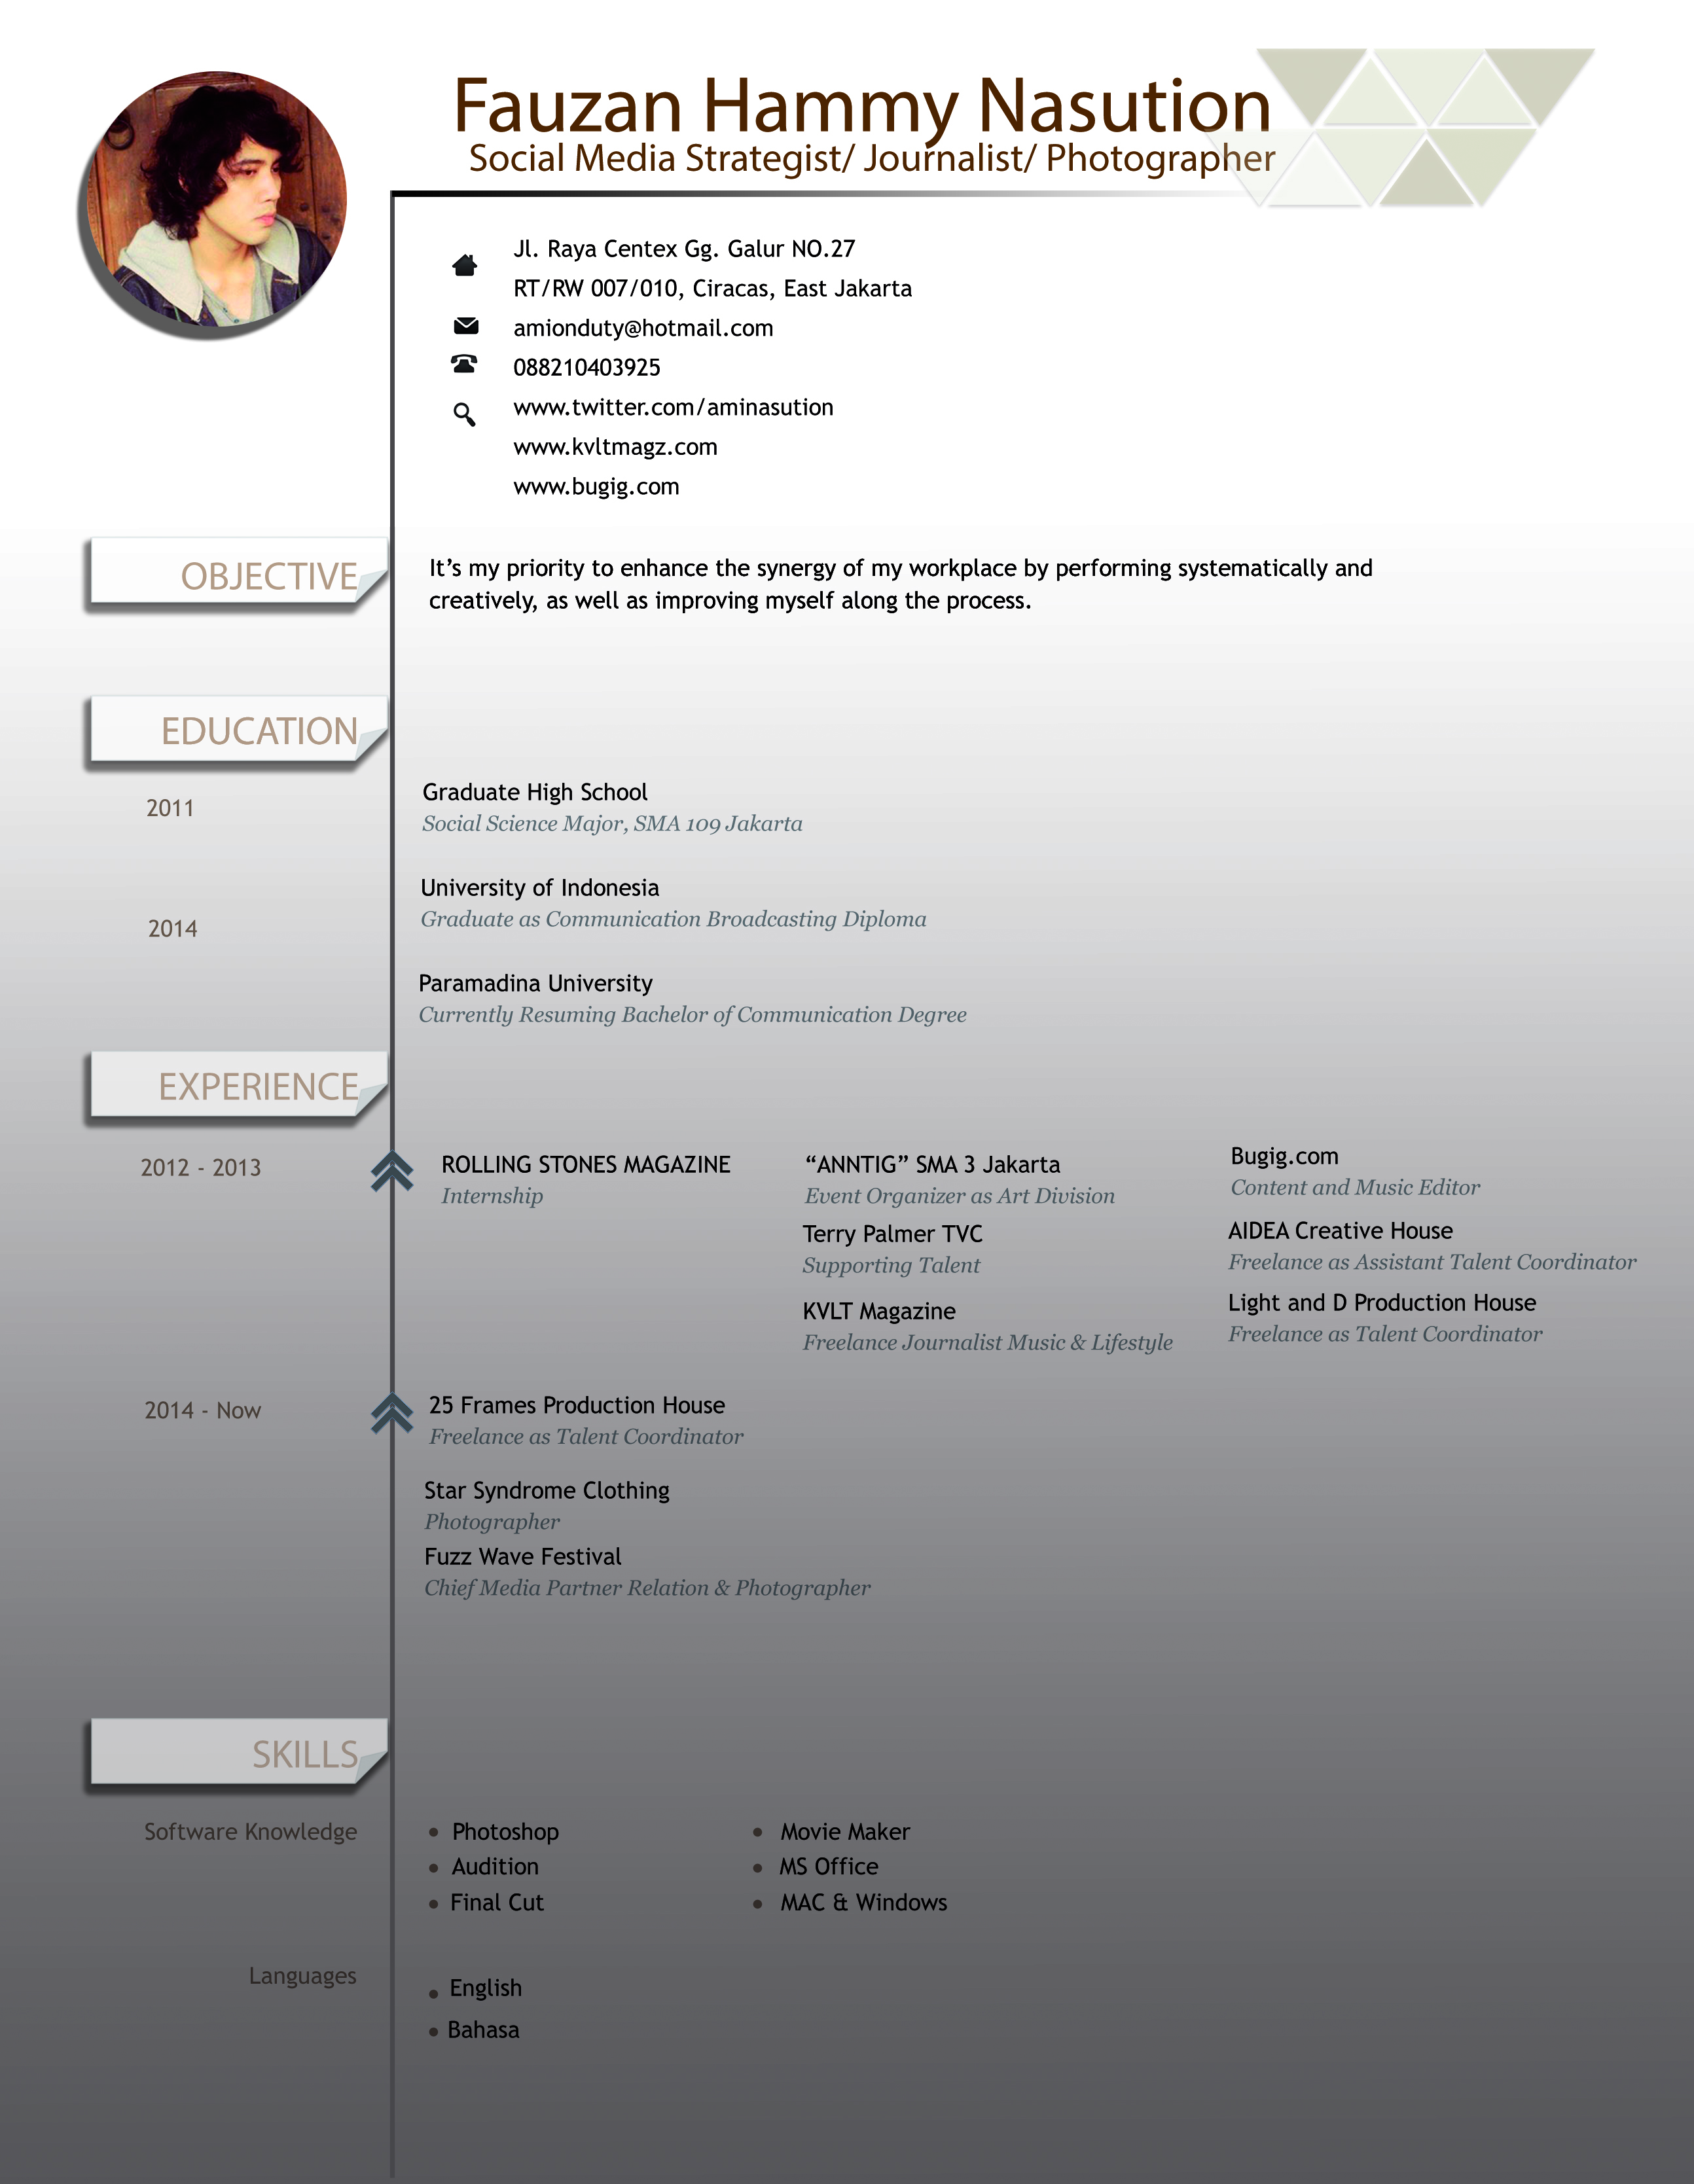 Fauzan Hammy Nasution
Social Media Strategist/ Journalist/ Photographer
Jl. Raya Centex Gg. Galur NO.27
RT/RW 007/010, Ciracas, East Jakarta
amionduty@hotmail.com
088210403925
www.twitter.com/aminasution
www.kvltmagz.com
www.bugig.com
OBJECTIVE
It's my priority to enhance the synergy of my workplace by performing systematically and
creatively, as well as improving myself along the process.
EDUCATION
2011
Graduate High School
Social Science Major, SMA 109 Jakarta
2014
University of Indonesia
Graduate as Communication Broadcasting Diploma
Paramadina University
Currently Resuming Bachelor of Communication Degree
EXPERIENCE
2012 - 2013
ROLLING STONES MAGAZINE
Internship
“ANNTIG” SMA 3 Jakarta
Event Organizer as Art Division
Terry Palmer TVC
Supporting Talent
KVLT Magazine
Freelance Journalist Music & Lifestyle
Bugig.com
Content and Music Editor
AIDEA Creative House
Freelance as Assistant Talent Coordinator
Light and D Production House
Freelance as Talent Coordinator
2014 - Now
25 Frames Production House
Freelance as Talent Coordinator
Star Syndrome Clothing
Photographer
Fuzz Wave Festival
Chief Media Partner Relation & Photographer
SKILLS
Software Knowledge
• Photoshop
• Audition
• Final Cut
• Movie Maker
• MS Office
• MAC & Windows
Languages
• English
• Bahasa